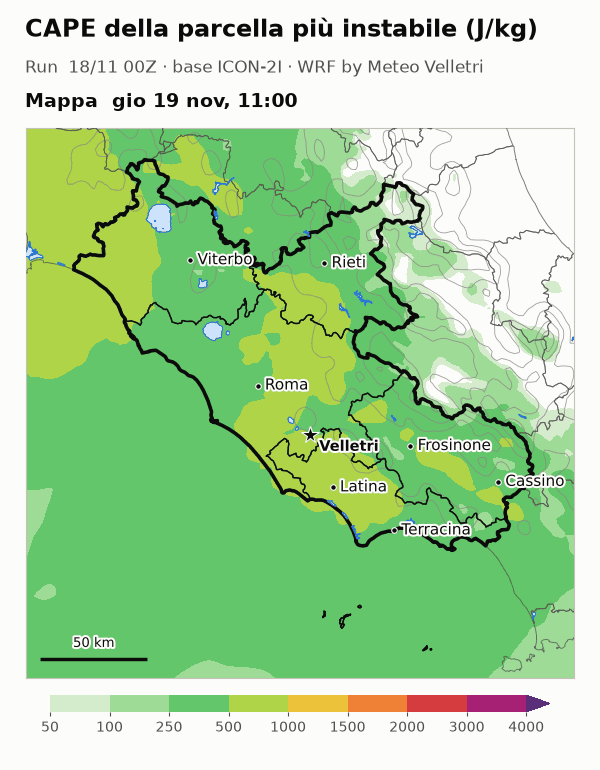 CAPE della parcella più instabile (J/kg)
Run  18/11 00Z · base ICON-2I · WRF by Meteo Velletri
Mappa  gio 19 nov, 11:00
Viterbo
Rieti
Roma
Velletri
Frosinone
Cassino
Latina
Terracina
50 km
50 100 250 500 1000 1500 2000 3000 4000